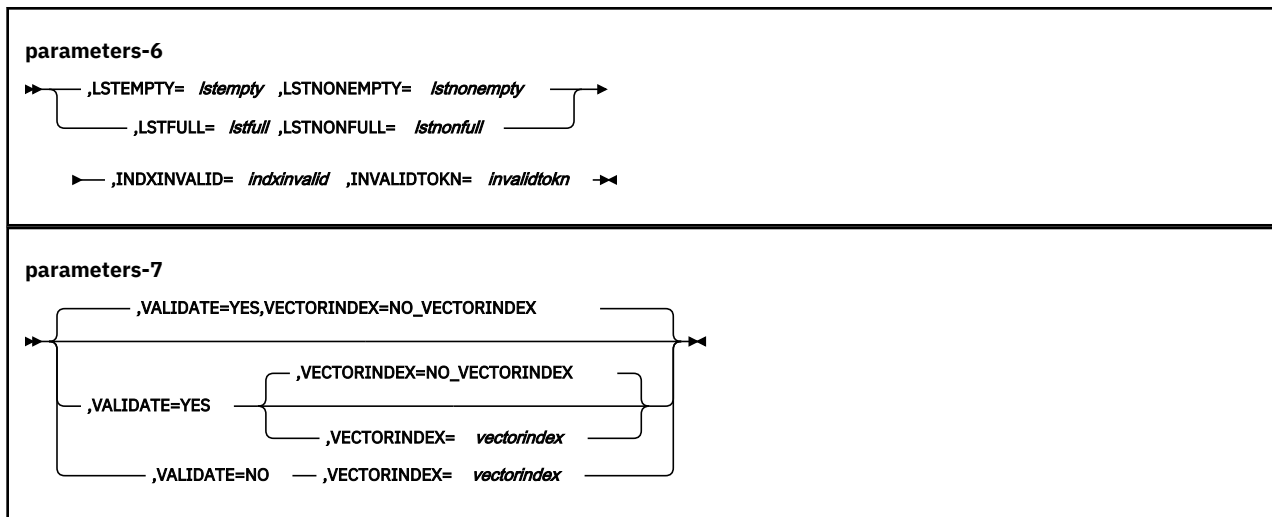 parameters-6
,LSTEMPTY= lstempty ,LSTNONEMPTY= lstnonempty
,LSTFULL= lstfull ,LSTNONFULL= lstnonfull
,INDXINVALID= indxinvalid ,INVALIDTOKN= invalidtokn
parameters-7
,VALIDATE=YES,VECTORINDEX=NO_VECTORINDEX
,VECTORINDEX=NO_VECTORINDEX
,VALIDATE=YES
,VECTORINDEX= vectorindex
,VALIDATE=NO ,VECTORINDEX= vectorindex